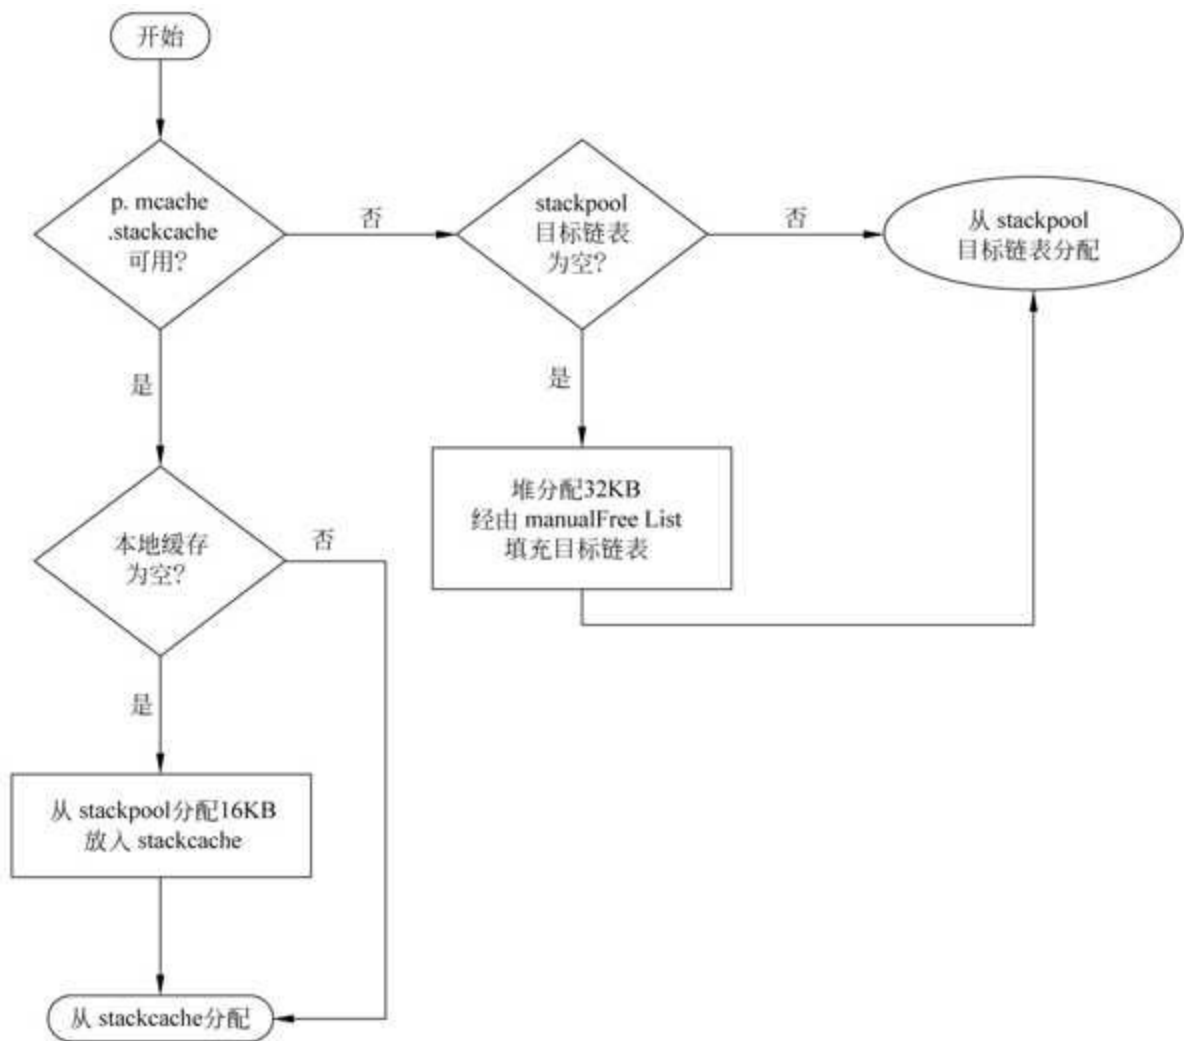 开始
p. mcache
.stackcache
可用?
否
stackpool
目标链表
为空?
否
从 stackpool
目标链表分配
是
是
堆分配32KB
经由 manualFree List
填充目标链表
本地缓存
为空?
否
是
从 stackpool分配16KB
放入 stackcache
从 stackcache分配